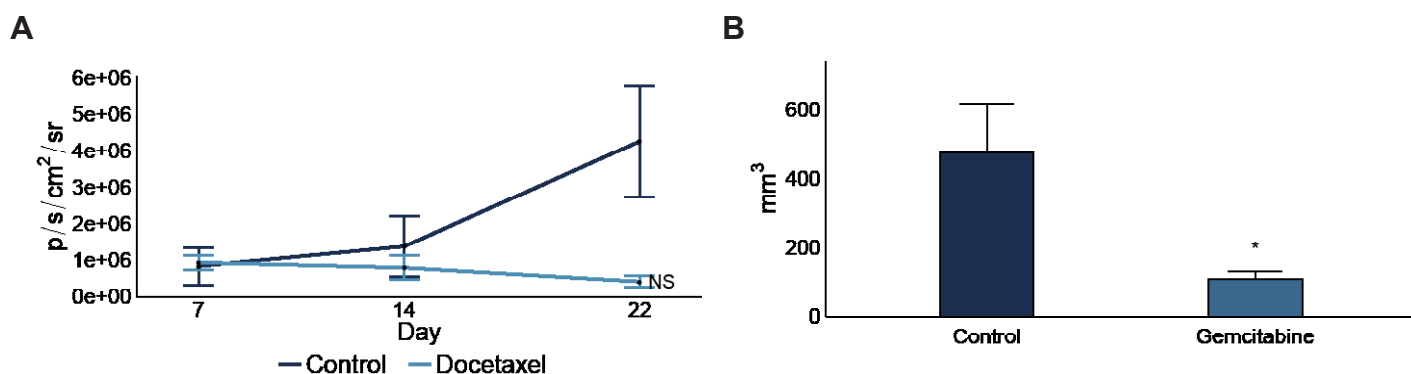 A
6e+06
5e+06
4e+06
3e+06
2e+06
1e+06
0e+00
p/s/cm²/sr
NS
7 14 22
Day
Control Docetaxel
B
600
400
200
0
mm³
*
Control Gemcitabine